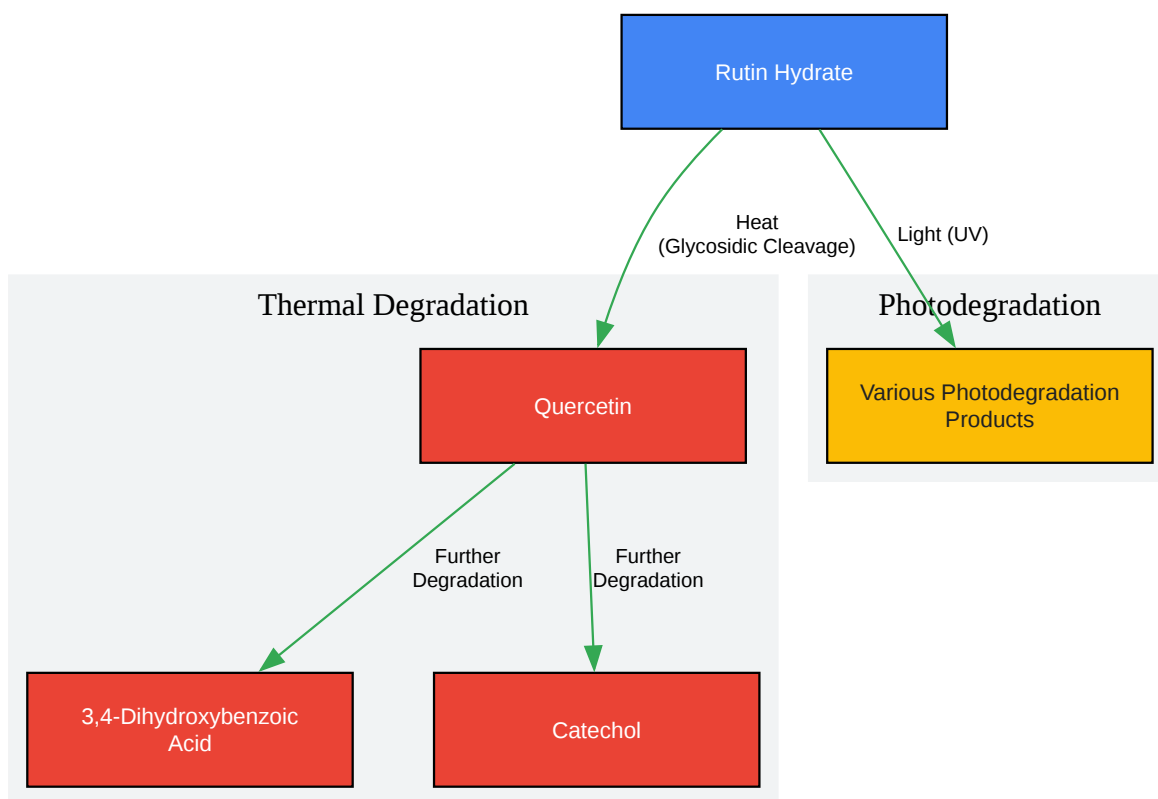 Rutin Hydrate
Heat
(Glycosidic Cleavage)
Light (UV)
Thermal Degradation
Photodegradation
Quercetin
Various Photodegradation
Products
Further
Degradation
Further
Degradation
3,4-Dihydroxybenzoic
Acid
Catechol